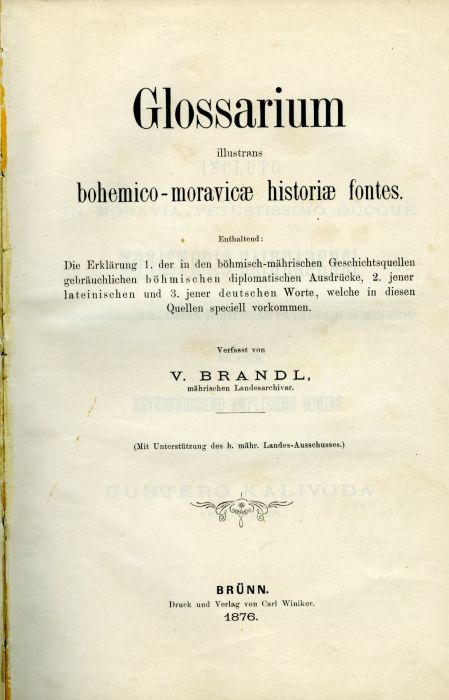 Glossarium
illustrans
bohemico-moravicæ historiæ fontes.
Enthaltend:
Die Erklärung 1. der in den böhmisch-mährischen Geschichtsquellen
gebräuchlichen böhmischen diplomatischen Ausdrücke, 2. jener
lateinischen und 3. jener deutschen Worte, welche in diesen
Quellen speciell vorkommen.
Verfasst von
V. BRANDL,
mährischen Landesarchivar.
(Mit Unterstützung des h. mähr. Landes-Ausschusses.)
GUNTERO KALIVODA
BRÜNN.
Druck und Verlag von Carl Winiker.
1876.